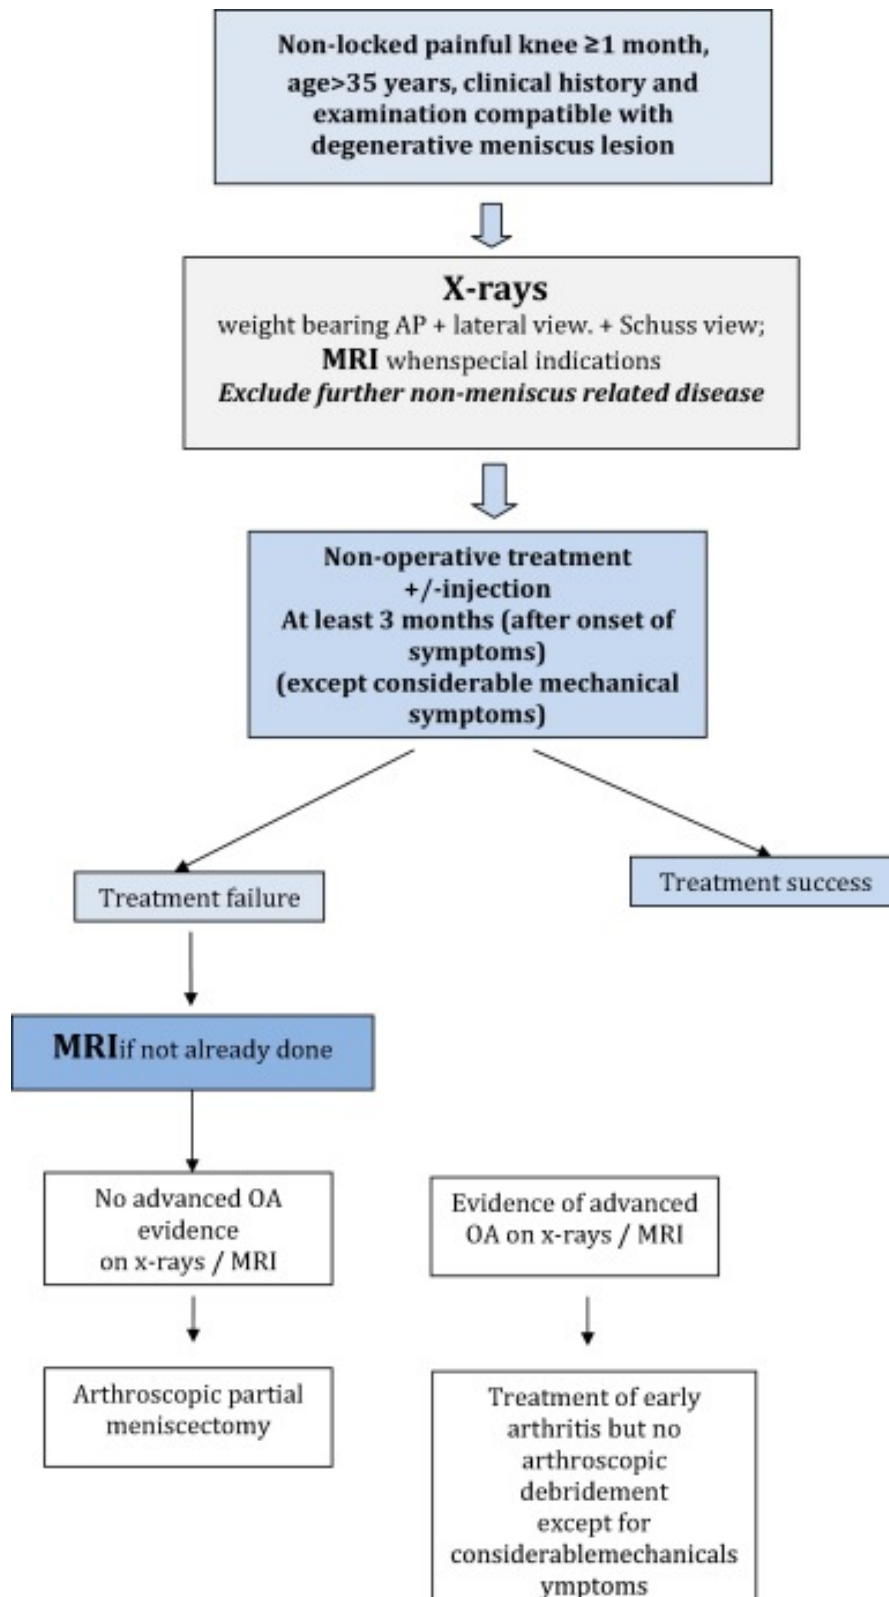 Non-locked painful knee ≥1 month,
age>35 years, clinical history and
examination compatible with
degenerative meniscus lesion
X-rays
weight bearing AP + lateral view. + Schuss view;
MRI whenspecial indications
Exclude further non-meniscus related disease
Non-operative treatment
+/-injection
At least 3 months (after onset of
symptoms)
(except considerable mechanical
symptoms)
Treatment failure
Treatment success
MRIif not already done
No advanced OA
evidence
on x-rays / MRI
Evidence of advanced
OA on x-rays / MRI
Arthroscopic partial
meniscectomy
Treatment of early
arthritis but no
arthroscopic
debridement
except for
considerablemechanicals
ymptoms